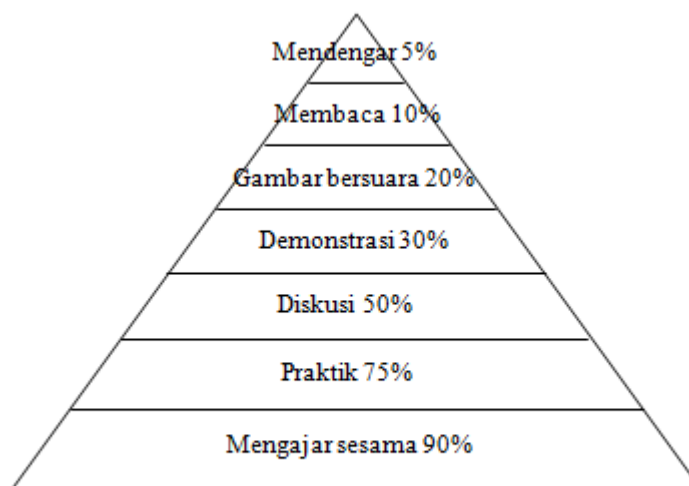 Mendengar 5%
Membaca 10%
Gambar bersuara 20%
Demonstrasi 30%
Diskusi 50%
Praktik 75%
Mengajar sesama 90%